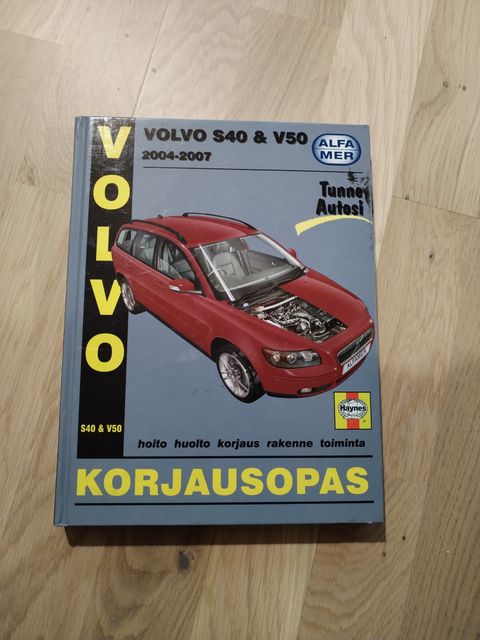 VOLVO
VOLVO S40 & V50
2004-2007
ALFA
MER
Tunne
Autosi
ALFAMER
Haynes
S40 & V50
hoito huolto korjaus rakenne toiminta
KORJAUSOPAS